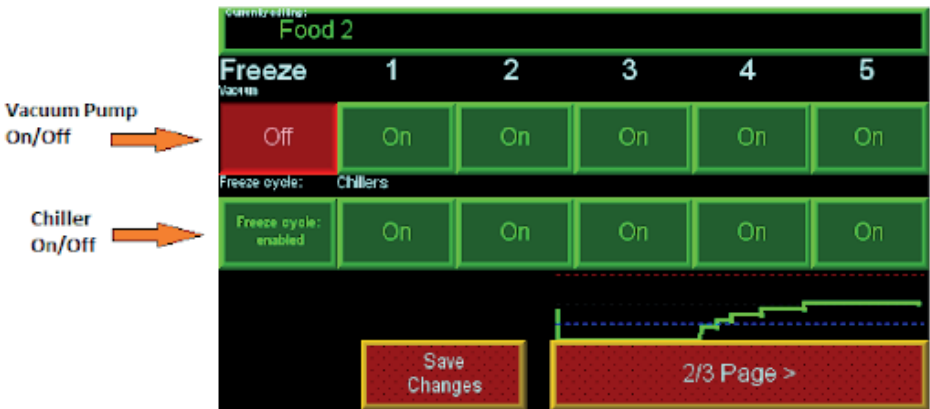 Currently editing:
Food 2
Freeze 1 2 3 4 5
Vacuum
Vacuum Pump
On/Off
Off On On On On On
Freeze cycle: Chillers
Chiller
On/Off
Freeze cycle:
enabled
On On On On On
Save
Changes
2/3 Page >